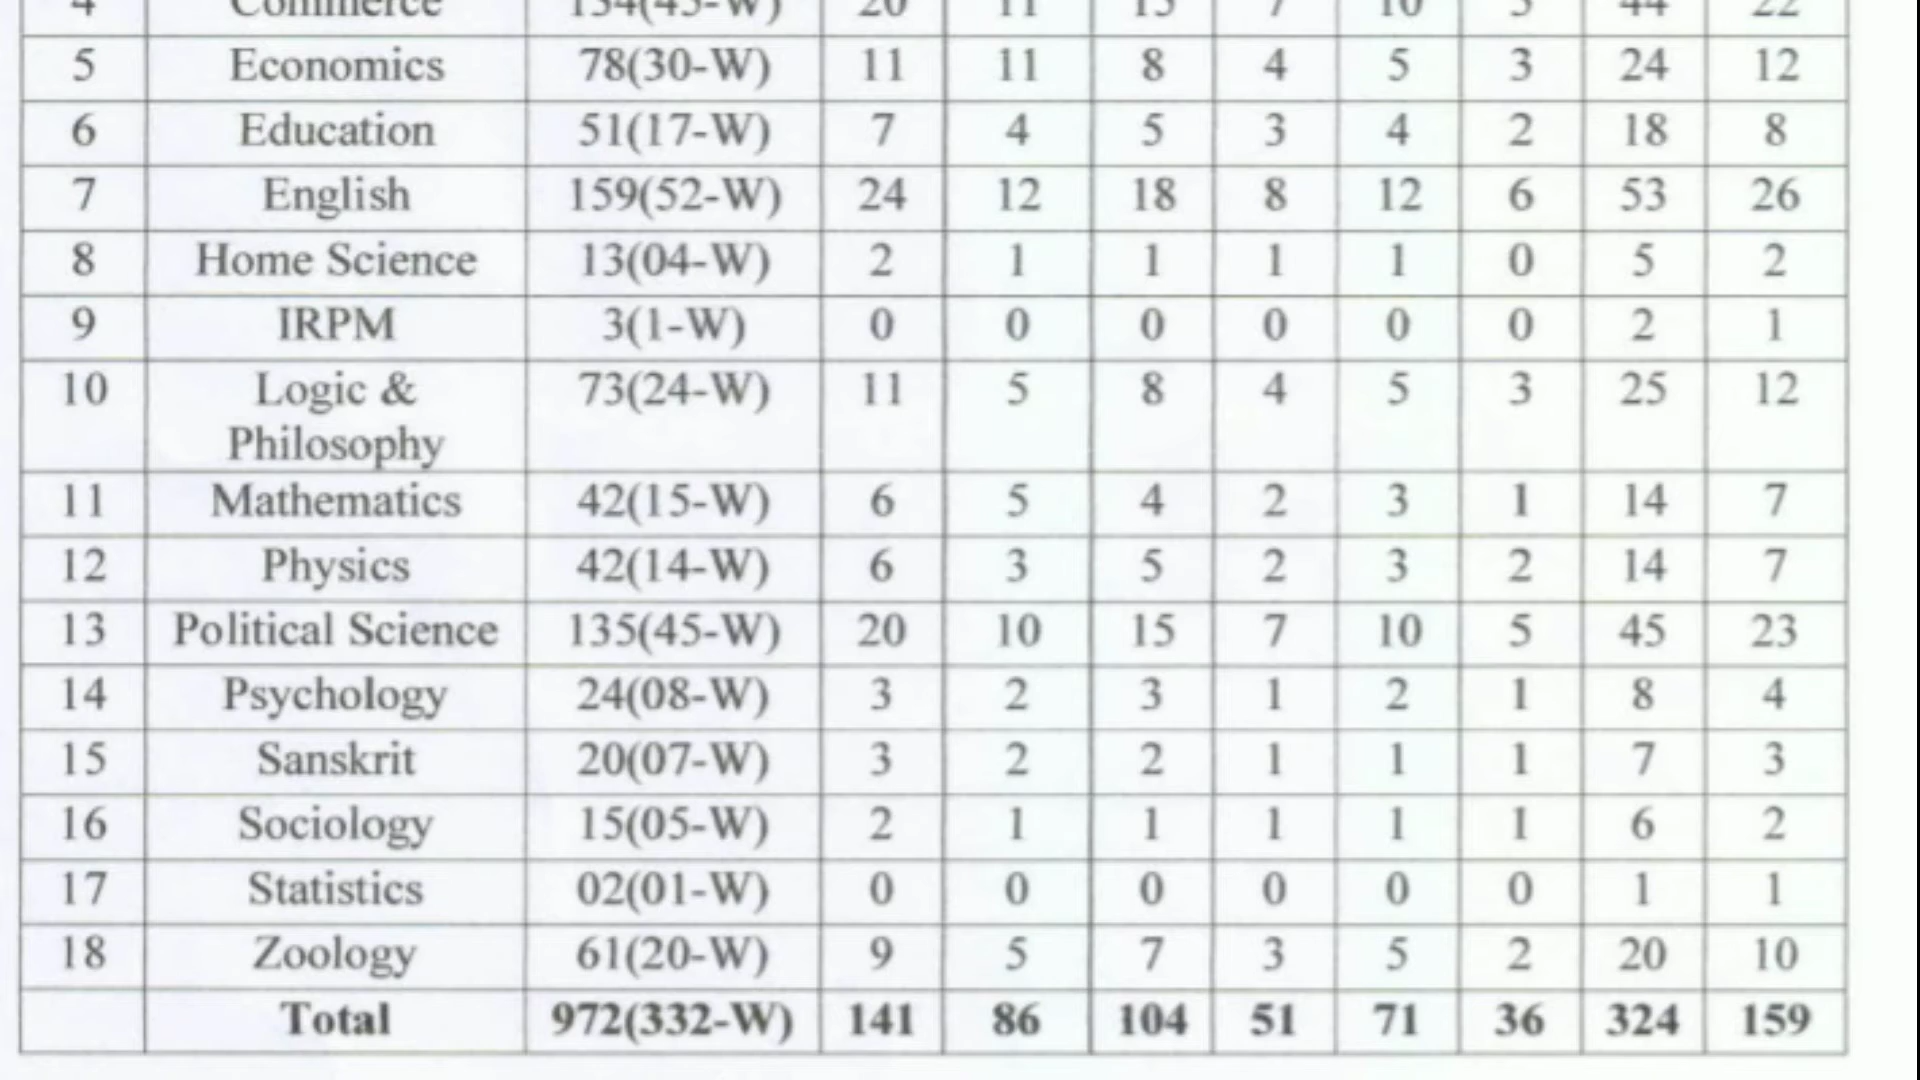 4 Commerce 134(45-W) 20 11 15 7 10 5 44 22
5 Economics 78(30-W) 11 11 8 4 5 3 24 12
6 Education 51(17-W) 7 4 5 3 4 2 18 8
7 English 159(52-W) 24 12 18 8 12 6 53 26
8 Home Science 13(04-W) 2 1 1 1 1 0 5 2
9 IRPM 3(1-W) 0 0 0 0 0 0 2 1
10 Logic & 73(24-W) 11 5 8 4 5 3 25 12
Philosophy
11 Mathematics 42(15-W) 6 5 4 2 3 1 14 7
12 Physics 42(14-W) 6 3 5 2 3 2 14 7
13 Political Science 135(45-W) 20 10 15 7 10 5 45 23
14 Psychology 24(08-W) 3 2 3 1 2 1 8 4
15 Sanskrit 20(07-W) 3 2 2 1 1 1 7 3
16 Sociology 15(05-W) 2 1 1 1 1 1 6 2
17 Statistics 02(01-W) 0 0 0 0 0 0 1 1
18 Zoology 61(20-W) 9 5 7 3 5 2 20 10
Total 972(332-W) 141 86 104 51 71 36 324 159